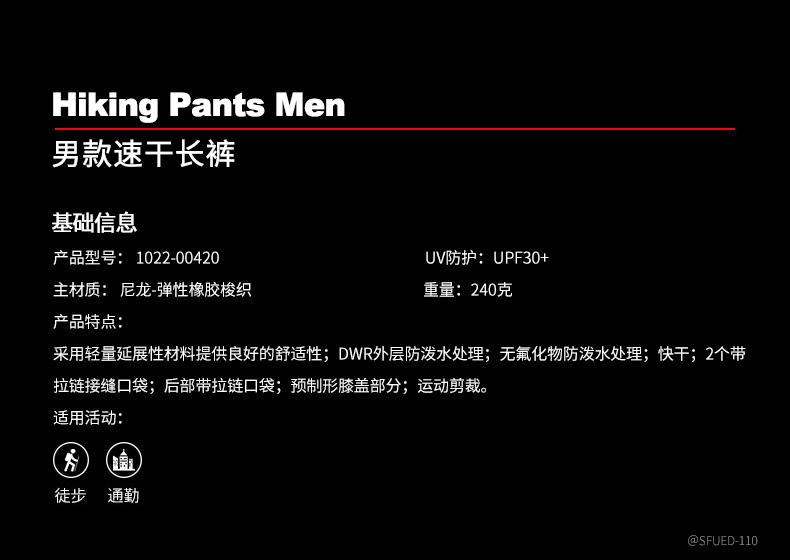 Hiking Pants Men
男款速干长裤
基础信息
产品型号： 1022-00420 UV防护：UPF30+
主材质： 尼龙-弹性橡胶梭织 重量：240克
产品特点：
采用轻量延展性材料提供良好的舒适性；DWR外层防泼水处理；无氟化物防泼水处理；快干；2个带
拉链接缝口袋；后部带拉链口袋；预制形膝盖部分；运动剪裁。
适用活动：
徒步 通勤
@SFUED-110